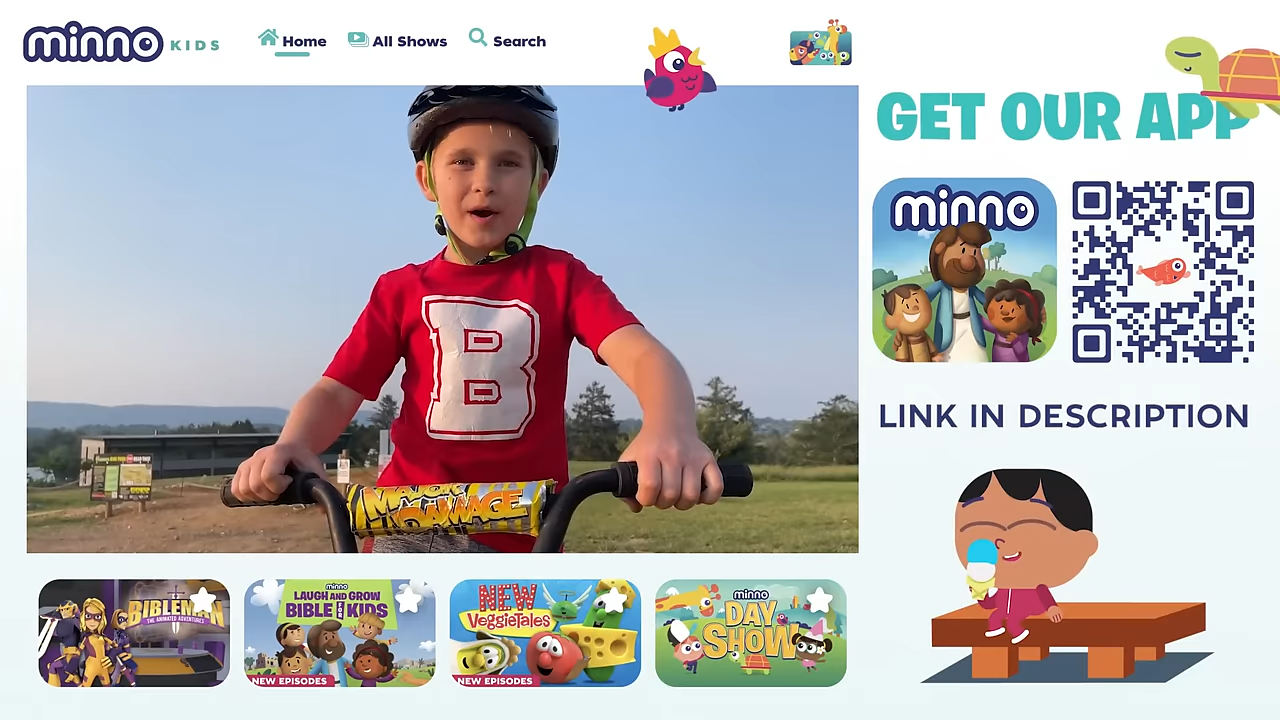 minno KIDS
Home
All Shows
Search
GET OUR APP
minno
B
MAJOR
DAMAGE
LINK IN DESCRIPTION
BIBLEMAN
THE ANIMATED ADVENTURES
minno
LAUGH AND GROW
BIBLE FOR KIDS
NEW EPISODES
NEW
VeggieTales
NEW EPISODES
minno
DAY
SHOW